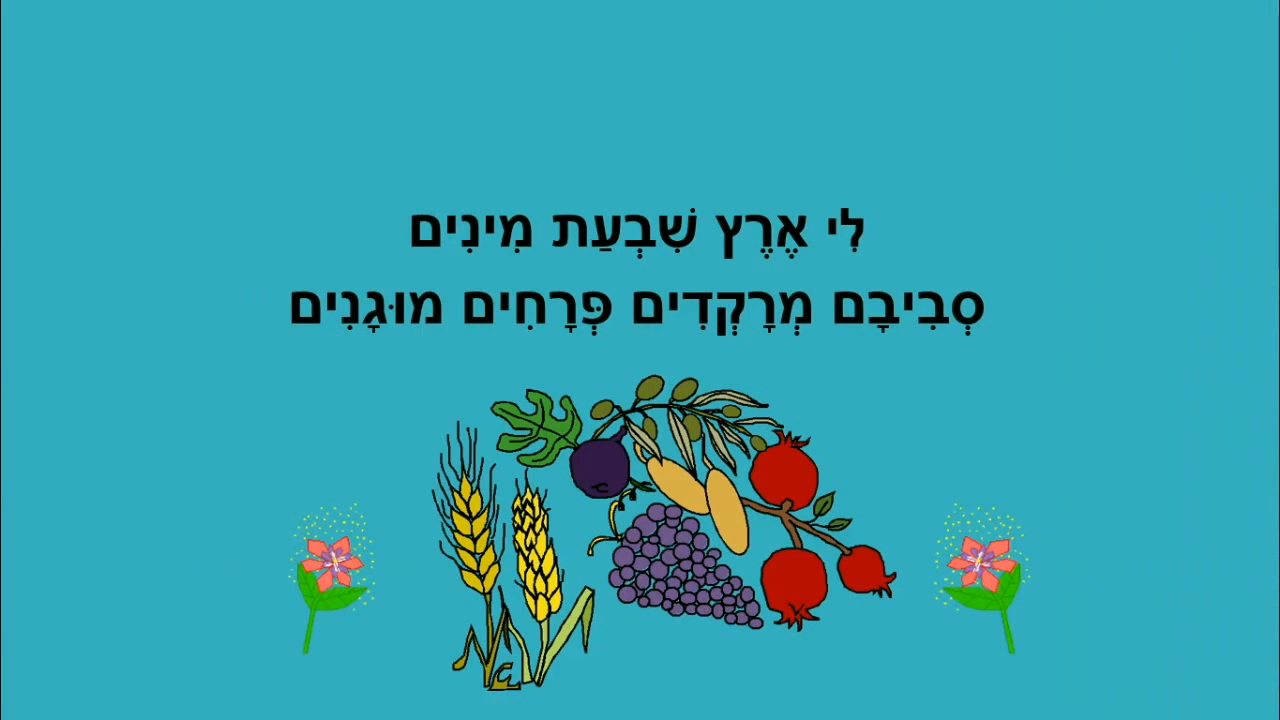 לִי אֶרֶץ שִׁבְעַת מִינִים
סְבִיבָם מְרָקְדִים פְּרָחִים מוּגָנִים